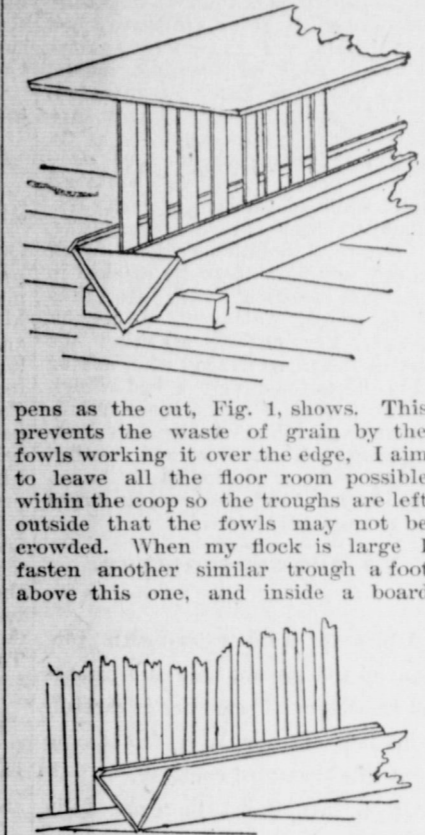 pens as the cut, Fig. 1, shows. This
prevents the waste of grain by the
fowls working it over the edge, I aim
to leave all the floor room possible
within the coop so the troughs are left
outside that the fowls may not be
crowded. When my flock is large I
fasten another similar trough a foot
above this one, and inside a board